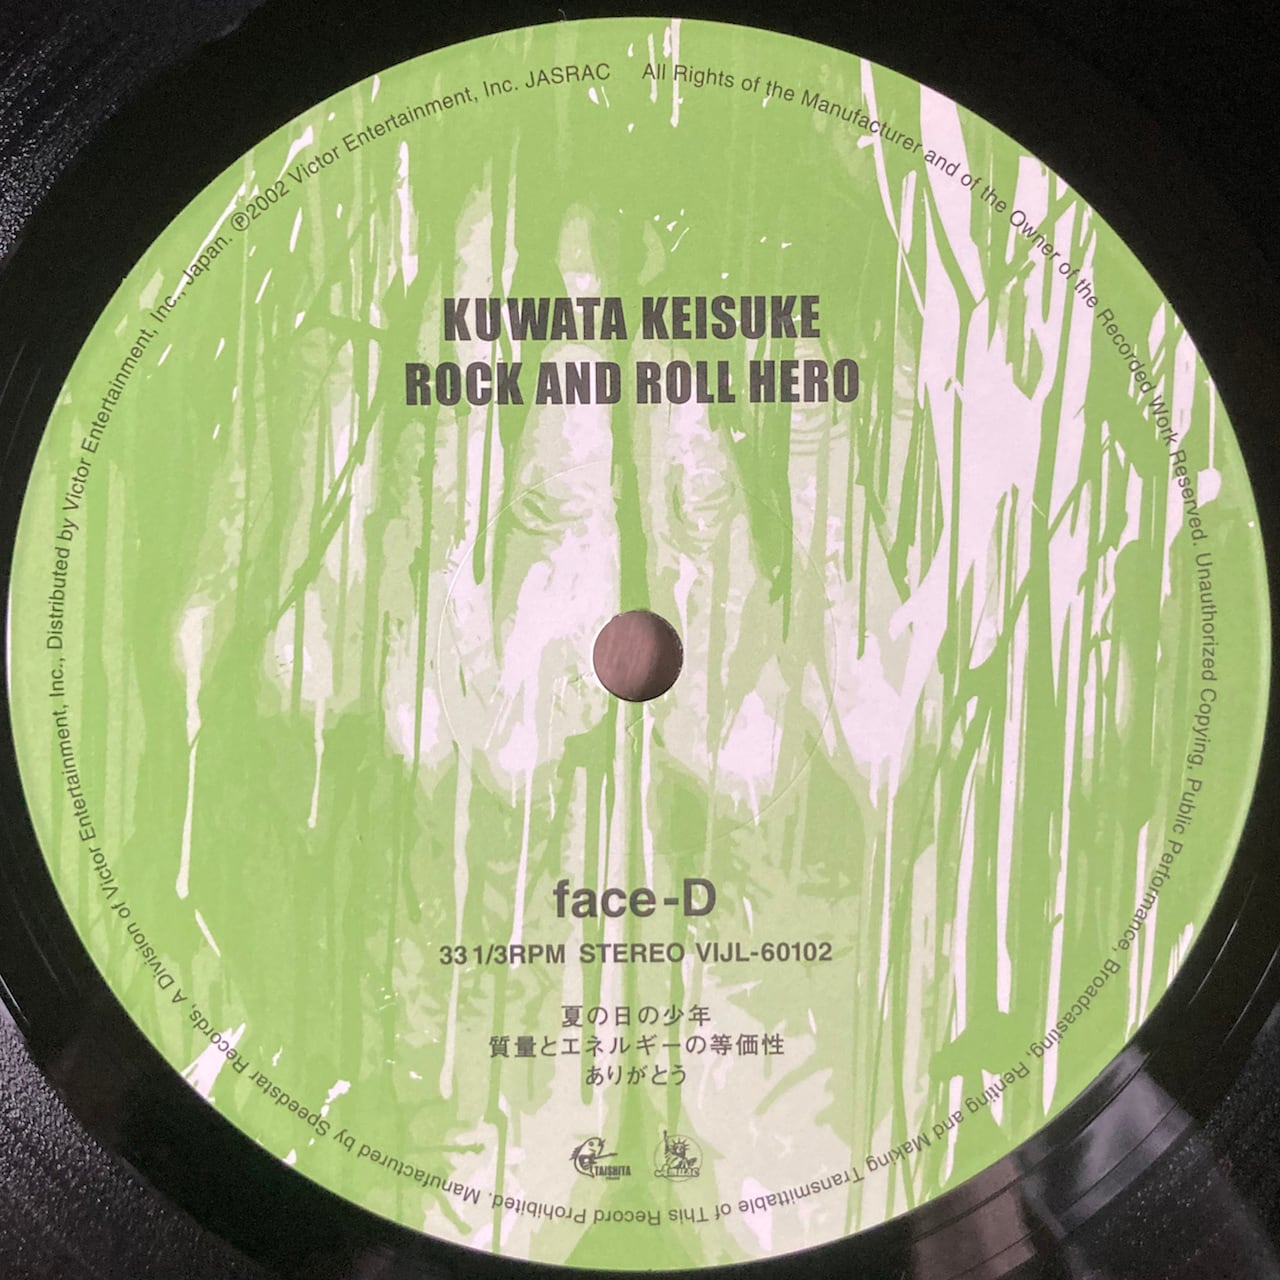 KUWATA KEISUKE
ROCK AND ROLL HERO
face-D
33 1/3RPM STEREO VIJL-60102
夏の日の少年
質量とエネルギーの等価性
ありがとう
TAISHITA
All Rights of the Manufacturer and of the Owner of the Recorded Work Reserved. Unauthorized Copying, Public Performance, Broadcasting, Renting and Making Transmittable of This Record Prohibited. Manufactured by Speedstar Records, A Division of Victor Entertainment, Inc., Distributed by Victor Entertainment, Inc., Japan. ℗2002 Victor Entertainment, Inc. JASRAC